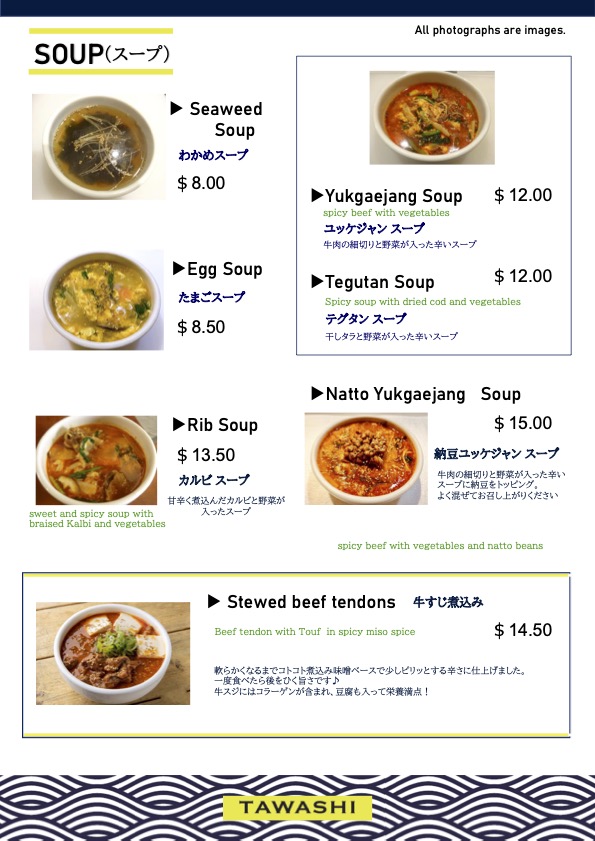 All photographs are images.
SOUP(スープ)
▶ Seaweed
Soup
わかめスープ
$ 8.00
▶Egg Soup
たまごスープ
$ 8.50
▶Rib Soup
$ 13.50
カルビ スープ
甘辛く煮込んだカルビと野菜が
入ったスープ
sweet and spicy soup with
braised Kalbi and vegetables
▶Yukgaejang Soup $ 12.00
spicy beef with vegetables
ユッケジャン スープ
牛肉の細切りと野菜が入った辛いスープ
▶Tegutan Soup $ 12.00
Spicy soup with dried cod and vegetables
テグタン スープ
干しタラと野菜が入った辛いスープ
▶Natto Yukgaejang Soup
$ 15.00
納豆ユッケジャン スープ
牛肉の細切りと野菜が入った辛い
スープに納豆をトッピング。
よく混ぜてお召し上がりください
spicy beef with vegetables and natto beans
▶ Stewed beef tendons 牛すじ煮込み
Beef tendon with Touf in spicy miso spice $ 14.50
軟らかくなるまでコトコト煮込み味噌ベースで少しピリッとする辛さに仕上げました。
一度食べたら後をひく旨さです♪
牛スジにはコラーゲンが含まれ、豆腐も入って栄養満点！
TAWASHI